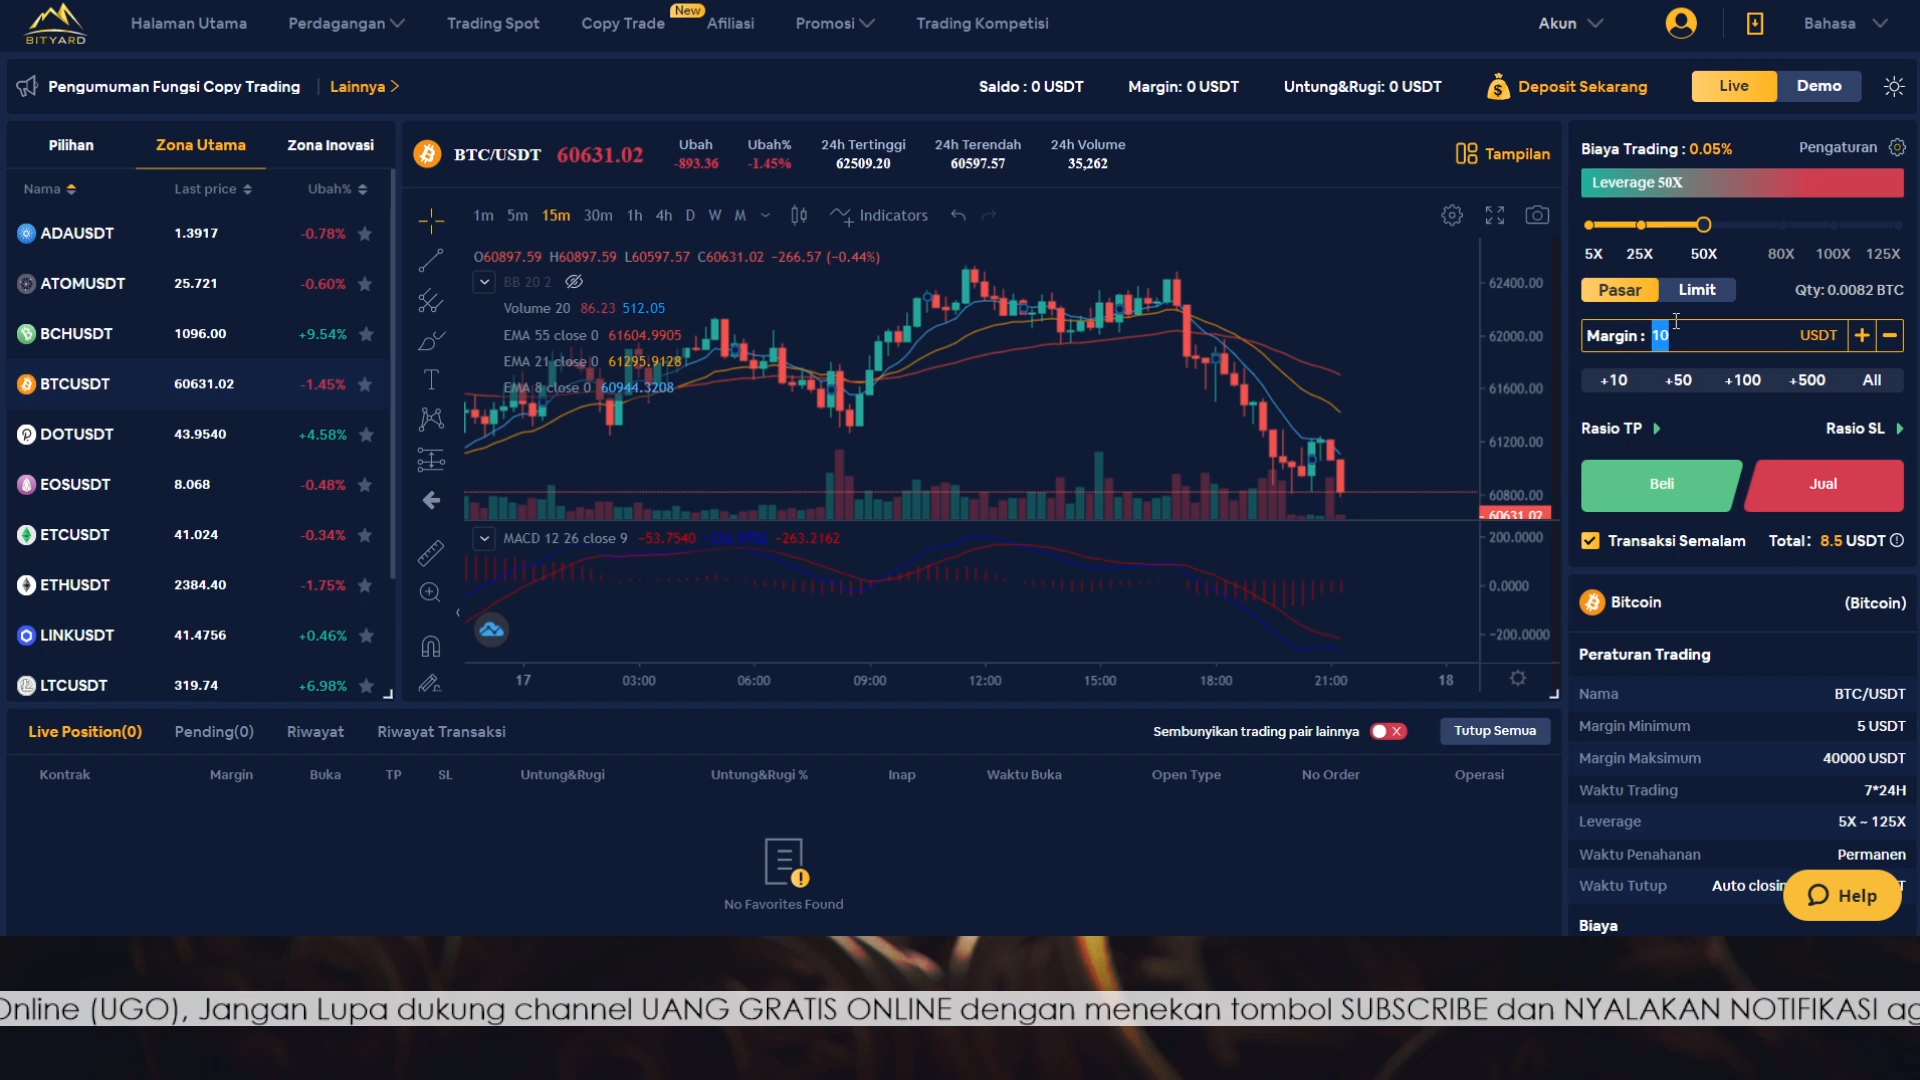 BITYARD
Halaman Utama
Perdagangan
Trading Spot
Copy Trade
New
Afiliasi
Promosi
Trading Kompetisi
Akun
Bahasa
Pengumuman Fungsi Copy Trading
Lainnya >
Saldo : 0 USDT
Margin: 0 USDT
Untung&Rugi: 0 USDT
Deposit Sekarang
Live
Demo
Pilihan
Zona Utama
Zona Inovasi
Nama
Last price
Ubah%
ADAUSDT 1.3917 -0.78%
ATOMUSDT 25.721 -0.60%
BCHUSDT 1096.00 +9.54%
BTCUSDT 60631.02 -1.45%
DOTUSDT 43.9540 +4.58%
EOSUSDT 8.068 -0.48%
ETCUSDT 41.024 -0.34%
ETHUSDT 2384.40 -1.75%
LINKUSDT 41.4756 +0.46%
LTCUSDT 319.74 +6.98%
BTC/USDT 60631.02
Ubah
-893.36
Ubah%
-1.45%
24h Tertinggi
62509.20
24h Terendah
60597.57
24h Volume
35,262
Tampilan
1m 5m 15m 30m 1h 4h D W M
Indicators
O60897.59 H60897.59 L60597.57 C60631.02 -266.57 (-0.44%)
BB 20 2
Volume 20 86.23 512.05
EMA 55 close 0 61604.9905
EMA 21 close 0 61295.9128
EMA 8 close 0 60944.3208
62400.00
62000.00
61600.00
61200.00
60800.00
60631.02
MACD 12 26 close 9 -53.7540 -263.2162
200.0000
0.0000
-200.0000
17 03:00 06:00 09:00 12:00 15:00 18:00 21:00 18
Biaya Trading : 0.05%
Pengaturan
Leverage 50X
5X 25X 50X 80X 100X 125X
Pasar
Limit
Qty: 0.0082 BTC
Margin : 10 USDT + −
+10 +50 +100 +500 All
Rasio TP
Rasio SL
Beli
Jual
Transaksi Semalam
Total: 8.5 USDT
Bitcoin
(Bitcoin)
Peraturan Trading
Nama BTC/USDT
Margin Minimum 5 USDT
Margin Maksimum 40000 USDT
Waktu Trading 7*24H
Leverage 5X ~ 125X
Waktu Penahanan Permanen
Waktu Tutup Auto closin
Help
Biaya
Live Position(0)
Pending(0)
Riwayat
Riwayat Transaksi
Sembunyikan trading pair lainnya
Tutup Semua
Kontrak Margin Buka TP SL Untung&Rugi Untung&Rugi % Inap Waktu Buka Open Type No Order Operasi
No Favorites Found
Online (UGO), Jangan Lupa dukung channel UANG GRATIS ONLINE dengan menekan tombol SUBSCRIBE dan NYALAKAN NOTIFIKASI ag